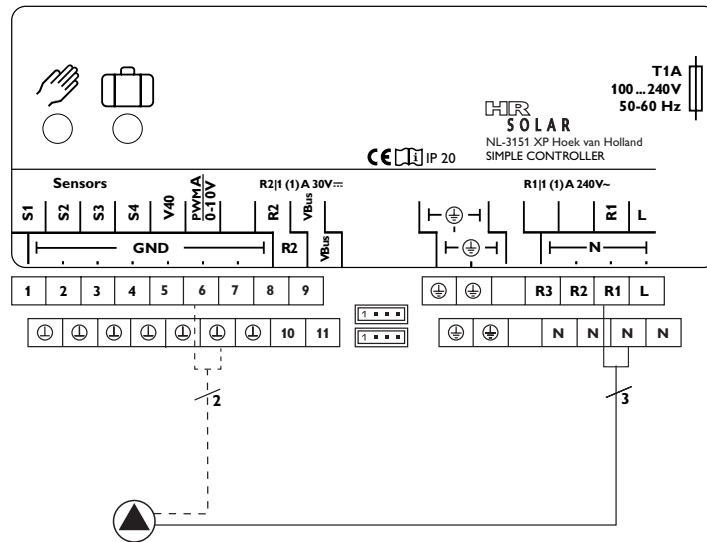 T1A
100 ... 240V
50-60 Hz
HR
SOLAR
NL-3151 XP Hoek van Holland
SIMPLE CONTROLLER
CE i IP 20
Sensors
R2|1 (1) A 30V⎓
R1|1 (1) A 240V~
S1 S2 S3 S4 V40 PWMA 0-10V R2 VBus
R1 L
GND R2 VBus
N
1 2 3 4 5 6 7 8 9
R3 R2 R1 L
1
10 11
1
N N N N
2
3